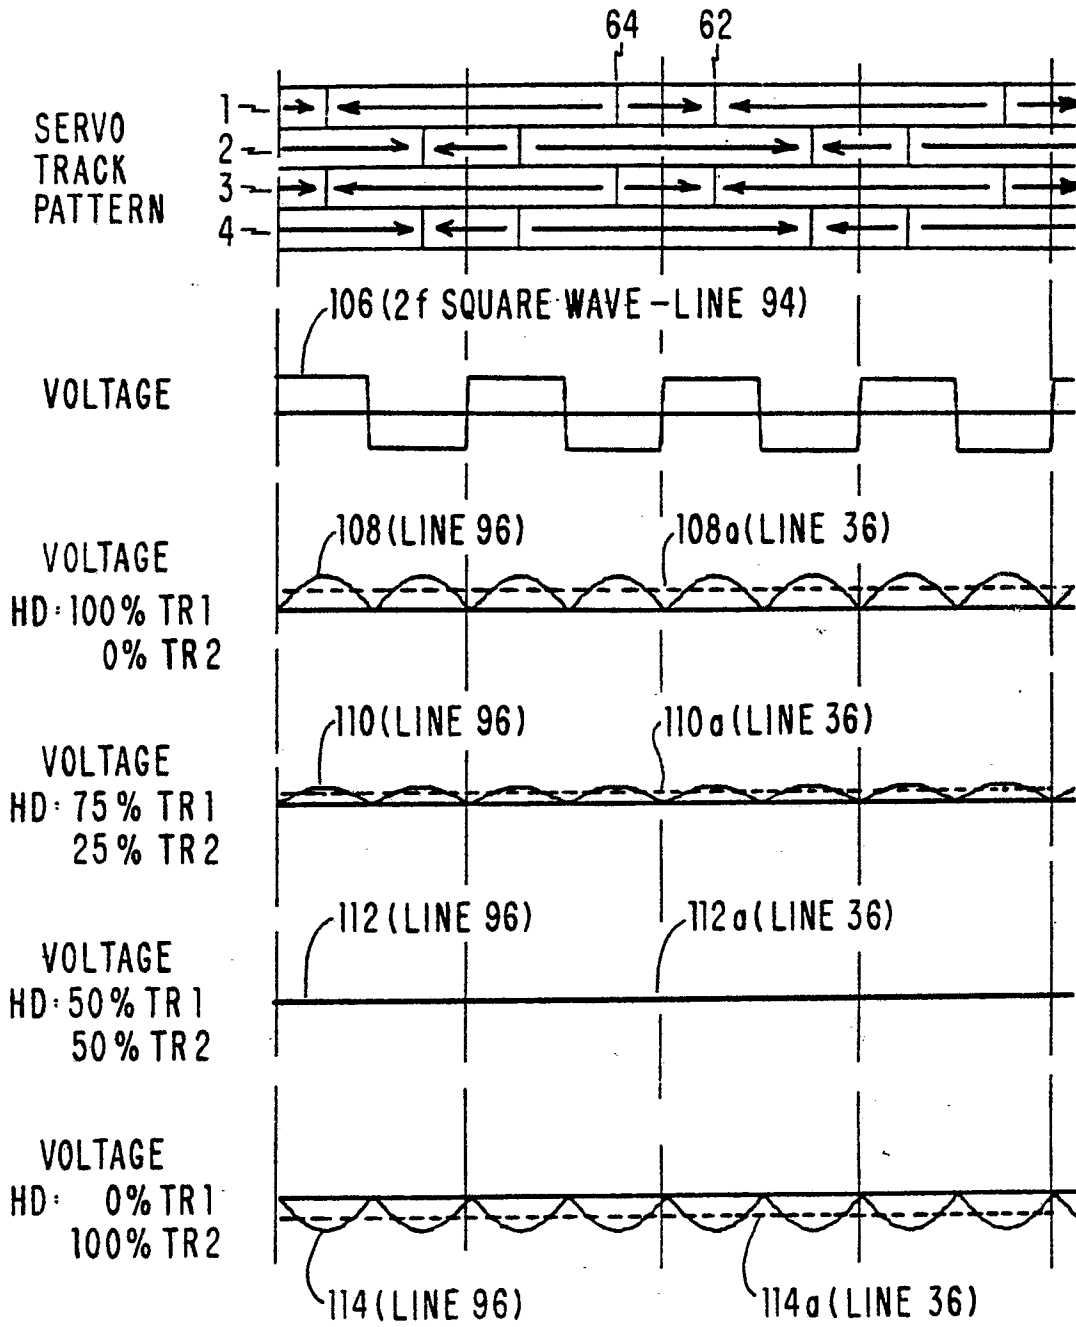 64 62
SERVO
TRACK
PATTERN
1
2
3
4
106 (2f SQUARE WAVE-LINE 94)
VOLTAGE
108 (LINE 96)
108a (LINE 36)
VOLTAGE
HD: 100% TR1
0% TR2
110 (LINE 96)
110a (LINE 36)
VOLTAGE
HD: 75% TR1
25% TR2
112 (LINE 96)
112a (LINE 36)
VOLTAGE
HD: 50% TR1
50% TR2
VOLTAGE
HD: 0% TR1
100% TR2
114 (LINE 96)
114a (LINE 36)